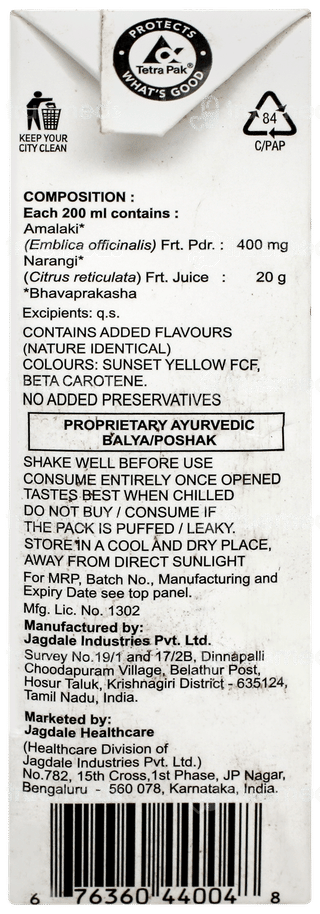 PROTECTS
Tetra Pak®
WHAT'S GOOD
KEEP YOUR
CITY CLEAN
84
C/PAP
COMPOSITION :
Each 200 ml contains :
Amalaki*
(Emblica officinalis) Frt. Pdr. : 400 mg
Narangi*
(Citrus reticulata) Frt. Juice : 20 g
*Bhavaprakasha
Excipients: q.s.
CONTAINS ADDED FLAVOURS
(NATURE IDENTICAL)
COLOURS: SUNSET YELLOW FCF,
BETA CAROTENE.
NO ADDED PRESERVATIVES
PROPRIETARY AYURVEDIC
BALYA/POSHAK
SHAKE WELL BEFORE USE
CONSUME ENTIRELY ONCE OPENED
TASTES BEST WHEN CHILLED
DO NOT BUY / CONSUME IF
THE PACK IS PUFFED / LEAKY.
STORE IN A COOL AND DRY PLACE,
AWAY FROM DIRECT SUNLIGHT
For MRP, Batch No., Manufacturing and
Expiry Date see top panel.
Mfg. Lic. No. 1302
Manufactured by:
Jagdale Industries Pvt. Ltd.
Survey No.19/1 and 17/2B, Dinnapalli
Choodapuram Village, Belathur Post,
Hosur Taluk, Krishnagiri District - 635124,
Tamil Nadu, India.
Marketed by:
Jagdale Healthcare
(Healthcare Division of
Jagdale Industries Pvt. Ltd.)
No.782, 15th Cross,1st Phase, JP Nagar,
Bengaluru - 560 078, Karnataka, India.
6 76360 44004 8